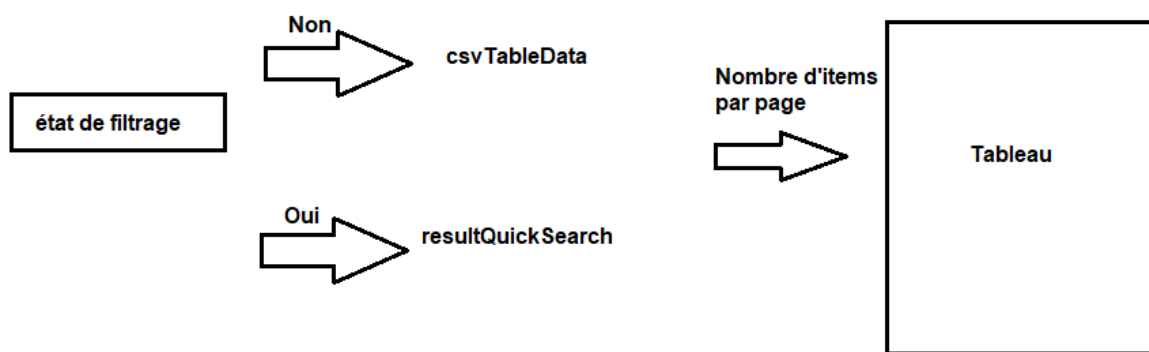 Non
csvTableData
état de filtrage
Nombre d'items
par page
Tableau
Oui
resultQuickSearch